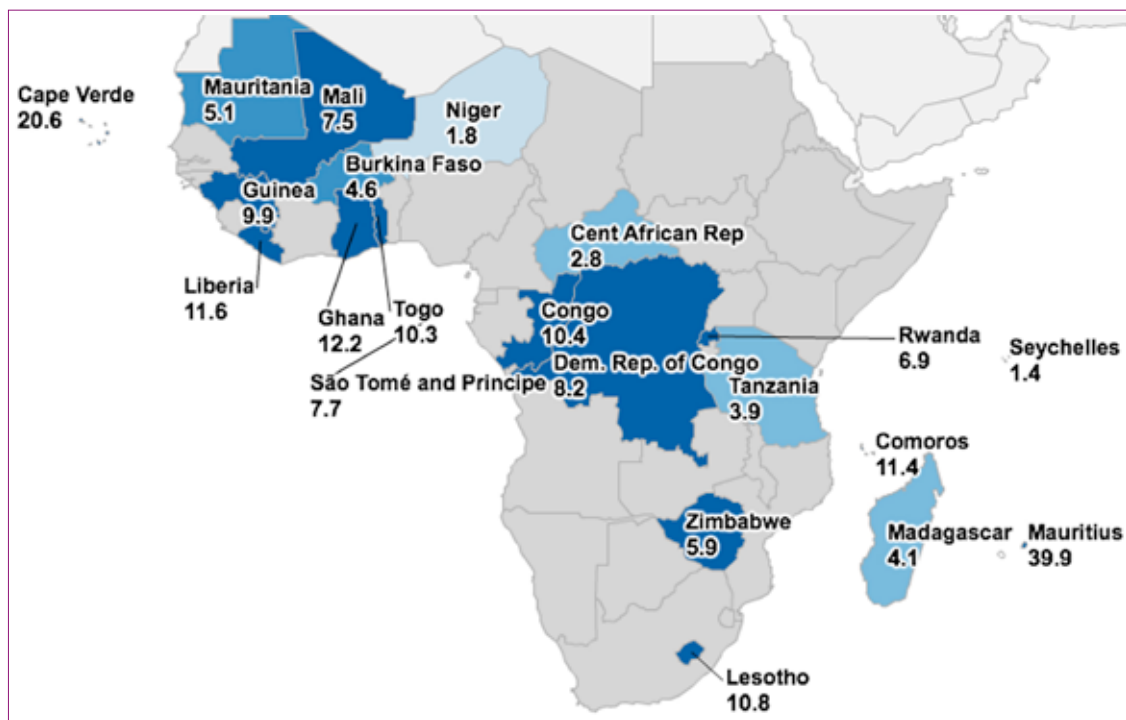 Cape Verde
20.6
Mauritania
5.1
Mali
7.5
Niger
1.8
Burkina Faso
4.6
Guinea
9.9
Liberia
11.6
Ghana
12.2
Togo
10.3
São Tomé and Principe
7.7
Cent African Rep
2.8
Congo
10.4
Dem. Rep. of Congo
8.2
Rwanda
6.9
Seychelles
1.4
Tanzania
3.9
Comoros
11.4
Madagascar
4.1
Mauritius
39.9
Zimbabwe
5.9
Lesotho
10.8